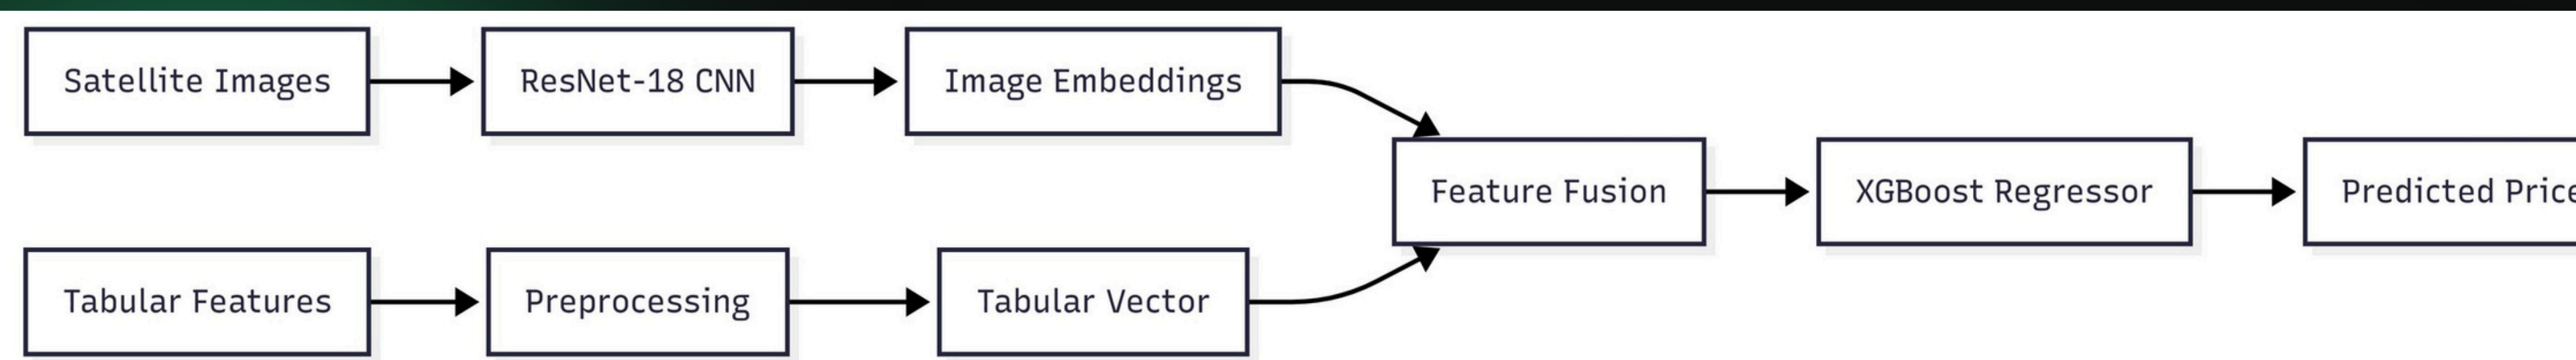 Satellite Images
ResNet-18 CNN
Image Embeddings
Tabular Features
Preprocessing
Tabular Vector
Feature Fusion
XGBoost Regressor
Predicted Price